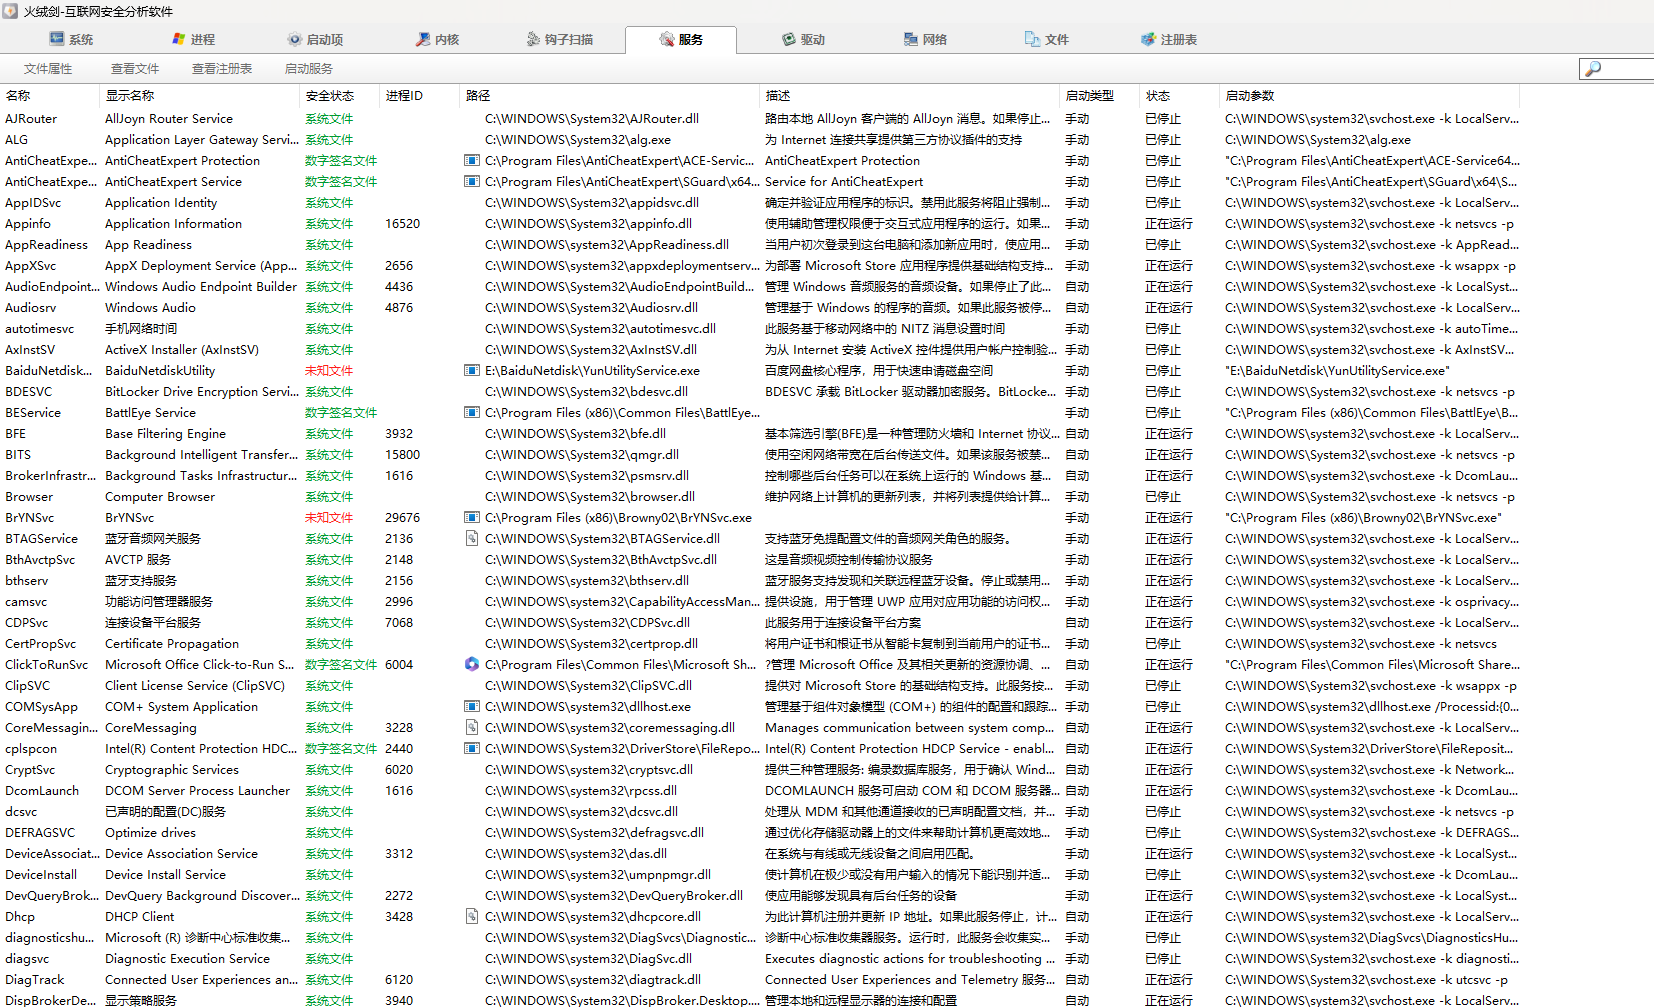 火绒剑-互联网安全分析软件
系统 进程 启动项 内核 钩子扫描 服务 驱动 网络 文件 注册表
文件属性 查看文件 查看注册表 启动服务
名称 显示名称 安全状态 进程ID 路径 描述 启动类型 状态 启动参数
AJRouter AllJoyn Router Service 系统文件 C:\WINDOWS\System32\AJRouter.dll 路由本地 AllJoyn 客户端的 AllJoyn 消息。如果停止... 手动 已停止 C:\WINDOWS\system32\svchost.exe -k LocalServ...
ALG Application Layer Gateway Servi... 系统文件 C:\WINDOWS\System32\alg.exe 为 Internet 连接共享提供第三方协议插件的支持 手动 已停止 C:\WINDOWS\System32\alg.exe
AntiCheatExpe... AntiCheatExpert Protection 数字签名文件 C:\Program Files\AntiCheatExpert\ACE-Servic... AntiCheatExpert Protection 手动 已停止 "C:\Program Files\AntiCheatExpert\ACE-Service64...
AntiCheatExpe... AntiCheatExpert Service 数字签名文件 C:\Program Files\AntiCheatExpert\SGuard\x64... Service for AntiCheatExpert 手动 已停止 "C:\Program Files\AntiCheatExpert\SGuard\x64\S...
AppIDSvc Application Identity 系统文件 C:\WINDOWS\System32\appidsvc.dll 确定并验证应用程序的标识。禁用此服务将阻止强制... 手动 已停止 C:\WINDOWS\system32\svchost.exe -k LocalServ...
Appinfo Application Information 系统文件 16520 C:\WINDOWS\System32\appinfo.dll 使用辅助管理权限便于交互式应用程序的运行。如果... 手动 正在运行 C:\WINDOWS\system32\svchost.exe -k netsvcs -p
AppReadiness App Readiness 系统文件 C:\WINDOWS\system32\AppReadiness.dll 当用户初次登录到这台电脑和添加新应用时，使应用... 手动 已停止 C:\WINDOWS\System32\svchost.exe -k AppRead...
AppXSvc AppX Deployment Service (App... 系统文件 2656 C:\WINDOWS\system32\appxdeploymentserv... 为部署 Microsoft Store 应用程序提供基础结构支持... 手动 正在运行 C:\WINDOWS\system32\svchost.exe -k wsappx -p
AudioEndpoint... Windows Audio Endpoint Builder 系统文件 4436 C:\WINDOWS\System32\AudioEndpointBuild... 管理 Windows 音频服务的音频设备。如果停止了此... 自动 正在运行 C:\WINDOWS\System32\svchost.exe -k LocalSyst...
Audiosrv Windows Audio 系统文件 4876 C:\WINDOWS\System32\Audiosrv.dll 管理基于 Windows 的程序的音频。如果此服务被停... 自动 正在运行 C:\WINDOWS\System32\svchost.exe -k LocalServ...
autotimesvc 手机网络时间 系统文件 C:\WINDOWS\System32\autotimesvc.dll 此服务基于移动网络中的 NITZ 消息设置时间 手动 已停止 C:\WINDOWS\system32\svchost.exe -k autoTime...
AxInstSV ActiveX Installer (AxInstSV) 系统文件 C:\WINDOWS\System32\AxInstSV.dll 为从 Internet 安装 ActiveX 控件提供用户帐户控制验... 手动 已停止 C:\WINDOWS\system32\svchost.exe -k AxInstSV...
BaiduNetdisk... BaiduNetdiskUtility 未知文件 E:\BaiduNetdisk\YunUtilityService.exe 百度网盘核心程序，用于快速申请磁盘空间 手动 已停止 "E:\BaiduNetdisk\YunUtilityService.exe"
BDESVC BitLocker Drive Encryption Servi... 系统文件 C:\WINDOWS\System32\bdesvc.dll BDESVC 承载 BitLocker 驱动器加密服务。BitLocke... 手动 已停止 C:\WINDOWS\System32\svchost.exe -k netsvcs -p
BEService BattlEye Service 数字签名文件 C:\Program Files (x86)\Common Files\BattlEye... 手动 已停止 "C:\Program Files (x86)\Common Files\BattlEye\B...
BFE Base Filtering Engine 系统文件 3932 C:\WINDOWS\System32\bfe.dll 基本筛选引擎(BFE)是一种管理防火墙和 Internet 协议... 自动 正在运行 C:\WINDOWS\system32\svchost.exe -k LocalServ...
BITS Background Intelligent Transfer... 系统文件 15800 C:\WINDOWS\System32\qmgr.dll 使用空闲网络带宽在后台传送文件。如果该服务被禁... 自动 正在运行 C:\WINDOWS\System32\svchost.exe -k netsvcs -p
BrokerInfrastr... Background Tasks Infrastructur... 系统文件 1616 C:\WINDOWS\System32\psmsrv.dll 控制哪些后台任务可以在系统上运行的 Windows 基... 自动 正在运行 C:\WINDOWS\system32\svchost.exe -k DcomLau...
Browser Computer Browser 系统文件 C:\WINDOWS\System32\browser.dll 维护网络上计算机的更新列表，并将列表提供给计算... 手动 已停止 C:\WINDOWS\System32\svchost.exe -k netsvcs -p
BrYNSvc BrYNSvc 未知文件 29676 C:\Program Files (x86)\Browny02\BrYNSvc.exe 手动 正在运行 "C:\Program Files (x86)\Browny02\BrYNSvc.exe"
BTAGService 蓝牙音频网关服务 系统文件 2136 C:\WINDOWS\System32\BTAGService.dll 支持蓝牙免提配置文件的音频网关角色的服务。 手动 正在运行 C:\WINDOWS\system32\svchost.exe -k LocalServ...
BthAvctpSvc AVCTP 服务 系统文件 2148 C:\WINDOWS\System32\BthAvctpSvc.dll 这是音频视频控制传输协议服务 手动 正在运行 C:\WINDOWS\system32\svchost.exe -k LocalServ...
bthserv 蓝牙支持服务 系统文件 2156 C:\WINDOWS\system32\bthserv.dll 蓝牙服务支持发现和关联远程蓝牙设备。停止或禁用... 手动 正在运行 C:\WINDOWS\system32\svchost.exe -k LocalServ...
camsvc 功能访问管理器服务 系统文件 2996 C:\WINDOWS\system32\CapabilityAccessMan... 提供设施，用于管理 UWP 应用对应用功能的访问权... 手动 正在运行 C:\WINDOWS\system32\svchost.exe -k osprivacy...
CDPSvc 连接设备平台服务 系统文件 7068 C:\WINDOWS\System32\CDPSvc.dll 此服务用于连接设备平台方案 自动 正在运行 C:\WINDOWS\system32\svchost.exe -k LocalServ...
CertPropSvc Certificate Propagation 系统文件 C:\WINDOWS\System32\certprop.dll 将用户证书和根证书从智能卡复制到当前用户的证书... 手动 已停止 C:\WINDOWS\system32\svchost.exe -k netsvcs
ClickToRunSvc Microsoft Office Click-to-Run S... 数字签名文件 6004 C:\Program Files\Common Files\Microsoft Sh... ?管理 Microsoft Office 及其相关更新的资源协调、... 自动 正在运行 "C:\Program Files\Common Files\Microsoft Share...
ClipSVC Client License Service (ClipSVC) 系统文件 C:\WINDOWS\System32\ClipSVC.dll 提供对 Microsoft Store 的基础结构支持。此服务按... 手动 已停止 C:\WINDOWS\System32\svchost.exe -k wsappx -p
COMSysApp COM+ System Application 系统文件 C:\WINDOWS\system32\dllhost.exe 管理基于组件对象模型 (COM+) 的组件的配置和跟踪... 手动 已停止 C:\WINDOWS\system32\dllhost.exe /Processid:{0...
CoreMessagin... CoreMessaging 系统文件 3228 C:\WINDOWS\system32\coremessaging.dll Manages communication between system comp... 自动 正在运行 C:\WINDOWS\system32\svchost.exe -k LocalServ...
cplspcon Intel(R) Content Protection HDC... 数字签名文件 2440 C:\WINDOWS\System32\DriverStore\FileRepo... Intel(R) Content Protection HDCP Service - enabl... 自动 正在运行 C:\WINDOWS\System32\DriverStore\FileReposit...
CryptSvc Cryptographic Services 系统文件 6020 C:\WINDOWS\system32\cryptsvc.dll 提供三种管理服务: 编录数据库服务，用于确认 Wind... 自动 正在运行 C:\WINDOWS\system32\svchost.exe -k Network...
DcomLaunch DCOM Server Process Launcher 系统文件 1616 C:\WINDOWS\system32\rpcss.dll DCOMLAUNCH 服务可启动 COM 和 DCOM 服务器... 自动 正在运行 C:\WINDOWS\system32\svchost.exe -k DcomLau...
dcsvc 已声明的配置(DC)服务 系统文件 C:\WINDOWS\system32\dcsvc.dll 处理从 MDM 和其他通道接收的已声明配置文档，并... 手动 已停止 C:\WINDOWS\system32\svchost.exe -k netsvcs -p
DEFRAGSVC Optimize drives 系统文件 C:\WINDOWS\System32\defragsvc.dll 通过优化存储驱动器上的文件来帮助计算机更高效地... 手动 已停止 C:\WINDOWS\system32\svchost.exe -k DEFRAGS...
DeviceAssociat... Device Association Service 系统文件 3312 C:\WINDOWS\system32\das.dll 在系统与有线或无线设备之间启用匹配。 自动 正在运行 C:\WINDOWS\system32\svchost.exe -k LocalSyst...
DeviceInstall Device Install Service 系统文件 C:\WINDOWS\system32\umpnpmgr.dll 使计算机在极少或没有用户输入的情况下能识别并适... 手动 已停止 C:\WINDOWS\system32\svchost.exe -k DcomLau...
DevQueryBrok... DevQuery Background Discover... 系统文件 2272 C:\WINDOWS\system32\DevQueryBroker.dll 使应用能够发现具有后台任务的设备 手动 正在运行 C:\WINDOWS\system32\svchost.exe -k LocalSyst...
Dhcp DHCP Client 系统文件 3428 C:\WINDOWS\system32\dhcpcore.dll 为此计算机注册并更新 IP 地址。如果此服务停止，计... 自动 正在运行 C:\WINDOWS\system32\svchost.exe -k LocalServ...
diagnosticshu... Microsoft (R) 诊断中心标准收集... 系统文件 C:\WINDOWS\system32\DiagSvcs\Diagnostic... 诊断中心标准收集器服务。运行时，此服务会收集实... 手动 已停止 C:\WINDOWS\system32\DiagSvcs\DiagnosticsHu...
diagsvc Diagnostic Execution Service 系统文件 C:\WINDOWS\system32\DiagSvc.dll Executes diagnostic actions for troubleshooting ... 手动 已停止 C:\WINDOWS\System32\svchost.exe -k diagnosti...
DiagTrack Connected User Experiences an... 系统文件 6120 C:\WINDOWS\system32\diagtrack.dll Connected User Experiences and Telemetry 服务... 自动 正在运行 C:\WINDOWS\System32\svchost.exe -k utcsvc -p
DispBrokerDe... 显示策略服务 系统文件 3940 C:\WINDOWS\System32\DispBroker.Desktop.... 管理本地和远程显示器的连接和配置 自动 正在运行 C:\WINDOWS\system32\svchost.exe -k LocalServ...